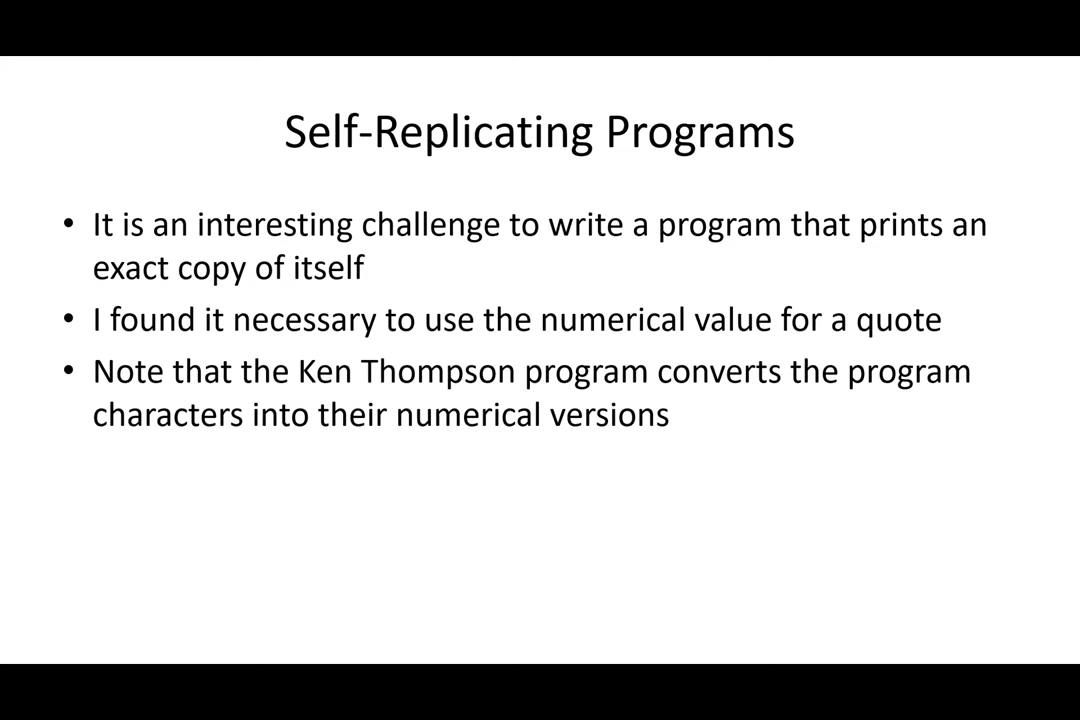 Self-Replicating Programs
• It is an interesting challenge to write a program that prints an
exact copy of itself
• I found it necessary to use the numerical value for a quote
• Note that the Ken Thompson program converts the program
characters into their numerical versions